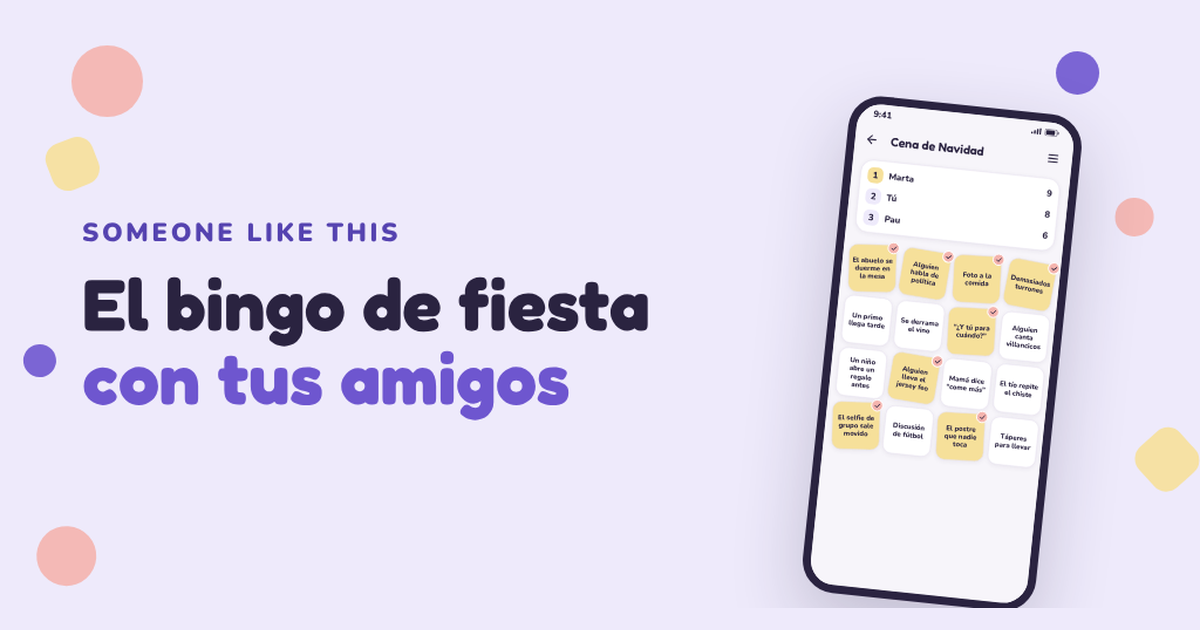 SOMEONE LIKE THIS
El bingo de fiesta
con tus amigos
9:41
Cena de Navidad
1 Marta 9
2 Tú 8
3 Pau 6
El abuelo se
duerme en
la mesa
Alguien
habla de
política
Foto a la
comida
Demasiados
turrones
Un primo
llega tarde
Se derrama
el vino
"¿Y tú para
cuándo?"
Alguien
canta
villancicos
Un niño
abre un
regalo
antes
Alguien
lleva el
jersey feo
Mamá dice
"come más"
El tío repite
el chiste
El selfie de
grupo sale
movido
Discusión
de fútbol
El postre
que nadie
toca
Táperes
para llevar